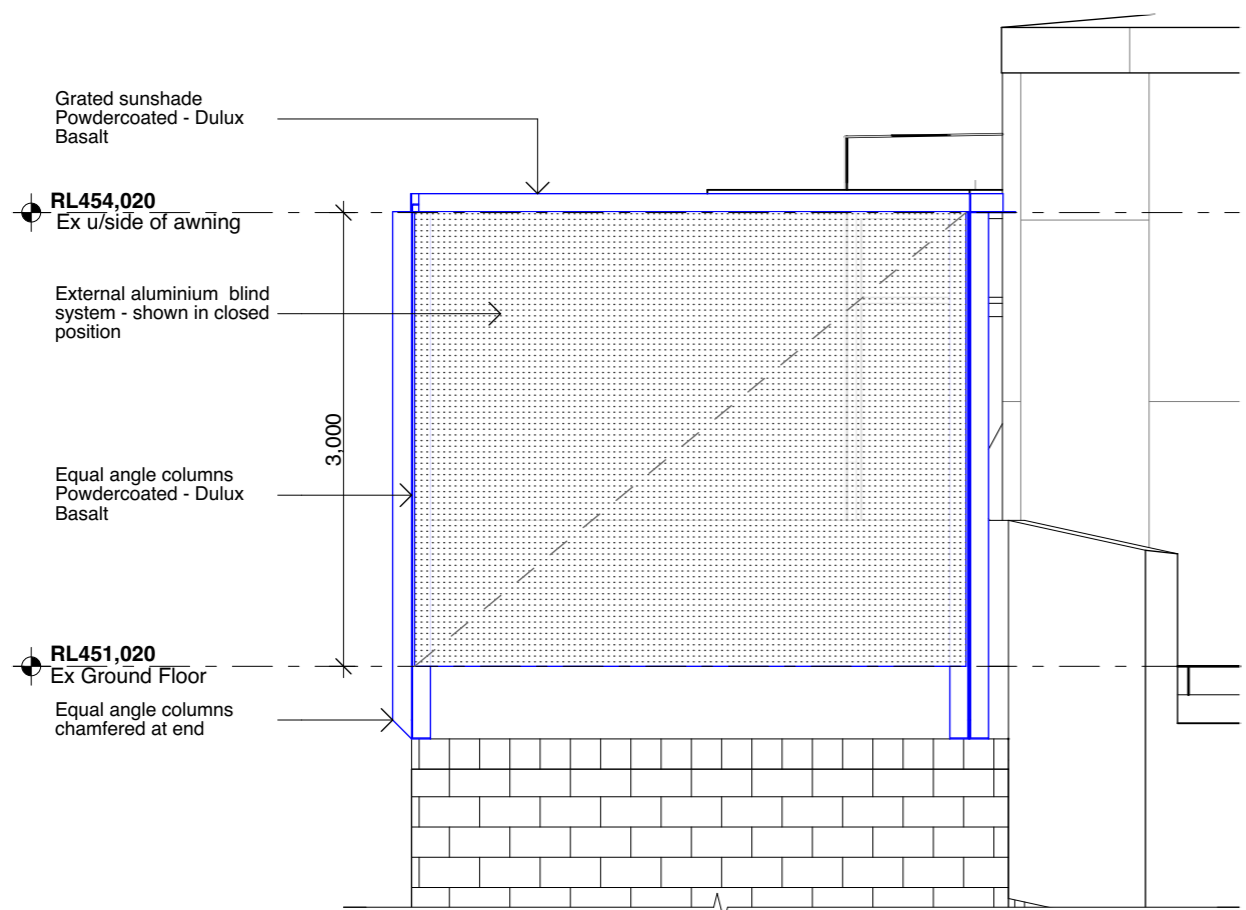 Grated sunshade
Powdercoated - Dulux
Basalt
RL454,020
Ex u/side of awning
External aluminium blind
system - shown in closed
position
3,000
Equal angle columns
Powdercoated - Dulux
Basalt
RL451,020
Ex Ground Floor
Equal angle columns
chamfered at end